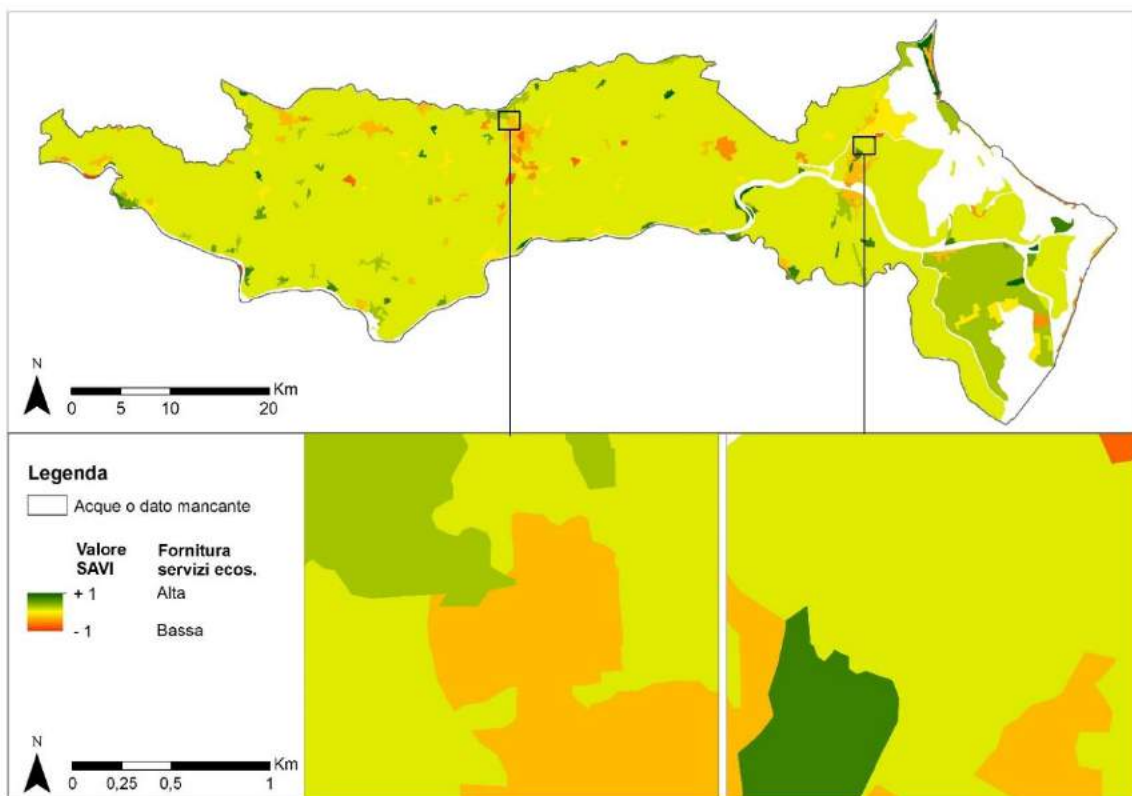 N
Km
0 5 10 20
Legenda
Acque o dato mancante
Valore SAVI
Fornitura servizi ecos.
+ 1 Alta
- 1 Bassa
N
Km
0 0,25 0,5 1